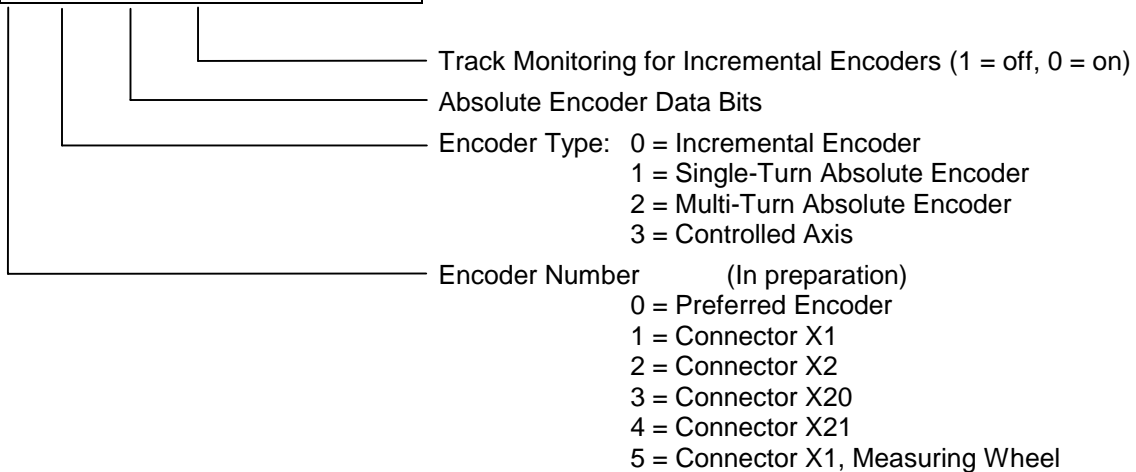 Track Monitoring for Incremental Encoders (1 = off, 0 = on)
Absolute Encoder Data Bits
Encoder Type: 0 = Incremental Encoder
1 = Single-Turn Absolute Encoder
2 = Multi-Turn Absolute Encoder
3 = Controlled Axis
Encoder Number (In preparation)
0 = Preferred Encoder
1 = Connector X1
2 = Connector X2
3 = Connector X20
4 = Connector X21
5 = Connector X1, Measuring Wheel